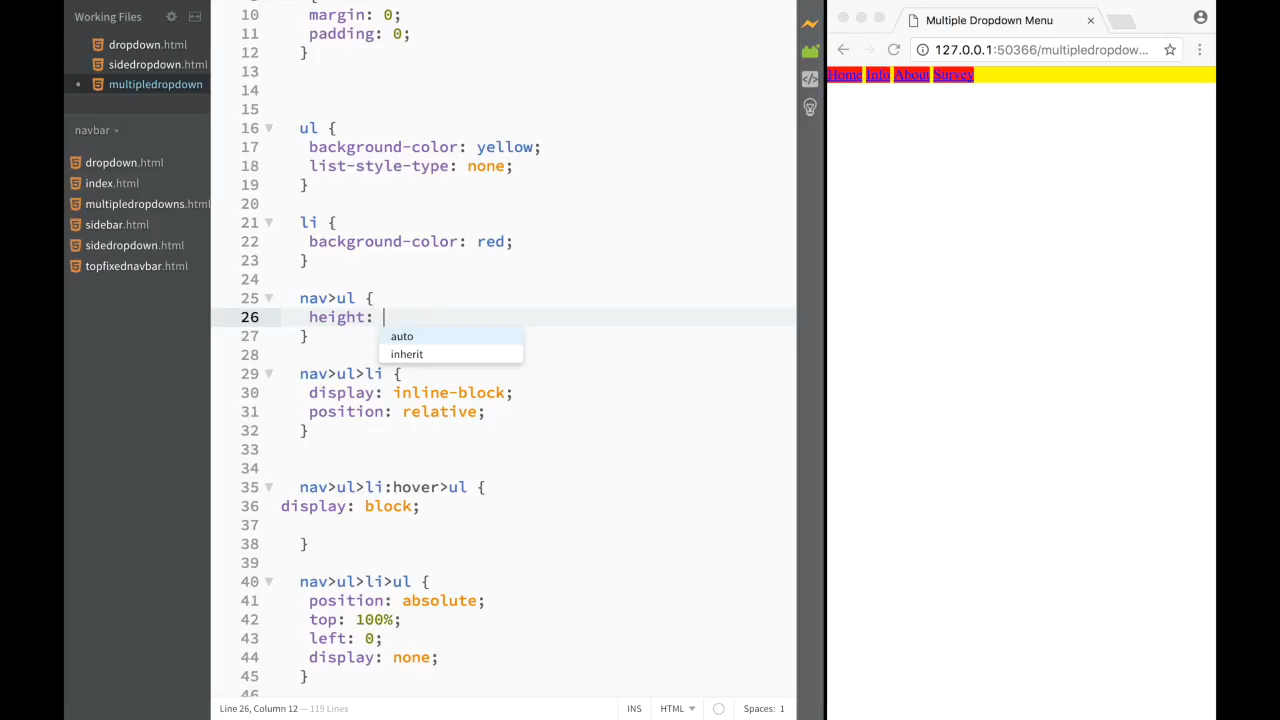 Working Files
dropdown.html
sidedropdown.html
multipledropdown
navbar
dropdown.html
index.html
multipledropdowns.html
sidebar.html
sidedropdown.html
topfixednavbar.html
10 margin: 0;
11 padding: 0;
12 }
13
14
15
16 ul {
17 background-color: yellow;
18 list-style-type: none;
19 }
20
21 li {
22 background-color: red;
23 }
24
25 nav>ul {
26 height:
auto
inherit
27 }
28
29 nav>ul>li {
30 display: inline-block;
31 position: relative;
32 }
33
34
35 nav>ul>li:hover>ul {
36 display: block;
37
38 }
39
40 nav>ul>li>ul {
41 position: absolute;
42 top: 100%;
43 left: 0;
44 display: none;
45 }
Line 26, Column 12 — 119 Lines
INS
HTML
Spaces: 1
Multiple Dropdown Menu
127.0.0.1:50366/multipledropdow...
Home Info About Survey